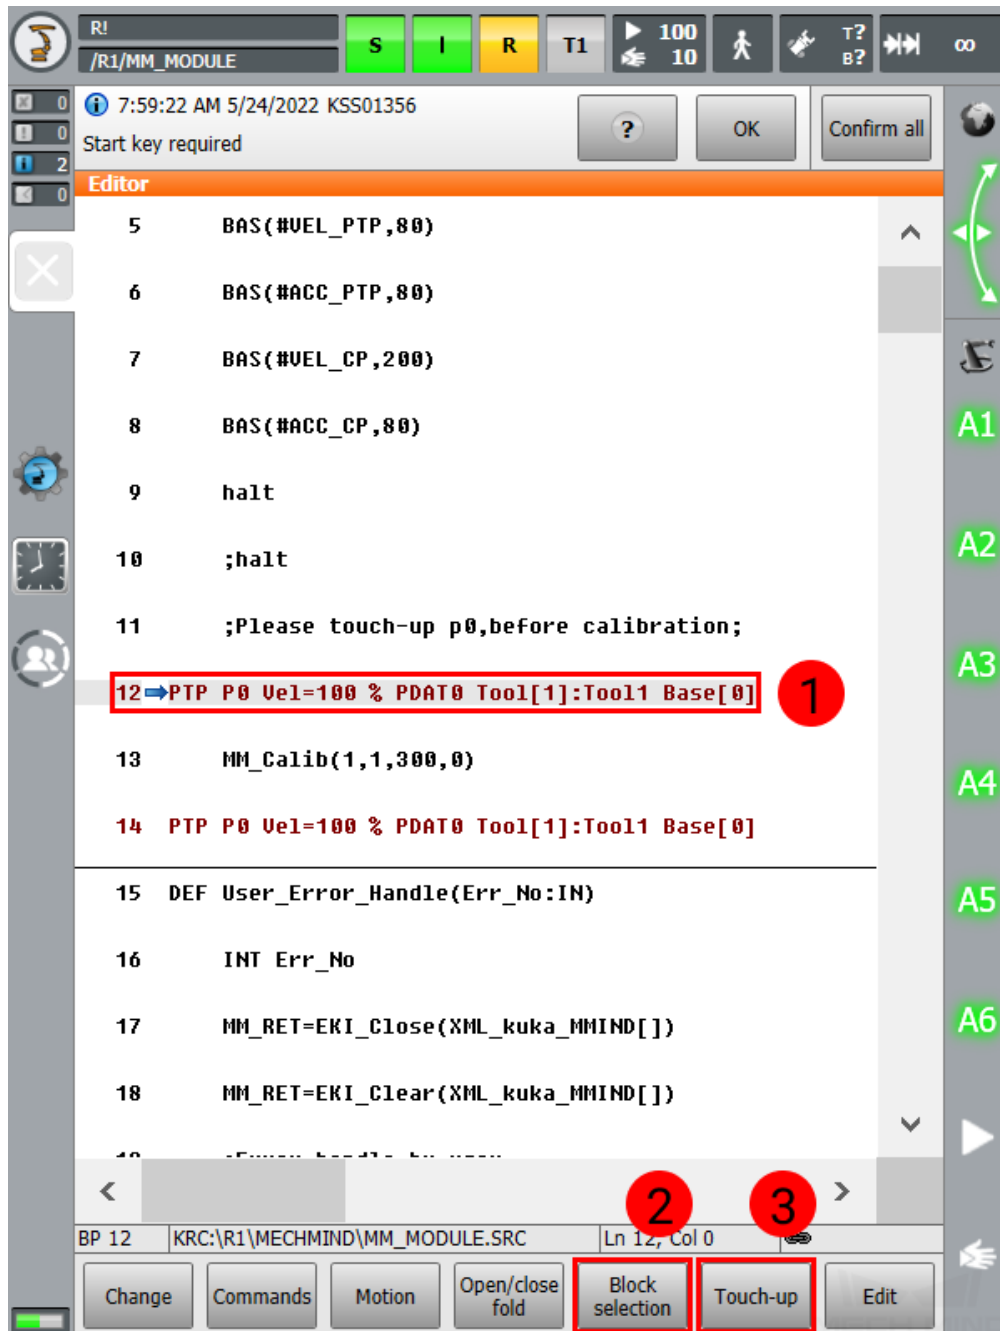 R!
/R1/MM_MODULE
S
I
R
T1
100
10
T?
B?
∞
0
0
2
0
7:59:22 AM 5/24/2022 KSS01356
Start key required
?
OK
Confirm all
Editor
5 BAS(#VEL_PTP,80)
6 BAS(#ACC_PTP,80)
7 BAS(#VEL_CP,200)
8 BAS(#ACC_CP,80)
9 halt
10 ;halt
11 ;Please touch-up p0,before calibration;
12 PTP P0 Vel=100 % PDAT0 Tool[1]:Tool1 Base[0]
1
13 MM_Calib(1,1,300,0)
14 PTP P0 Vel=100 % PDAT0 Tool[1]:Tool1 Base[0]
15 DEF User_Error_Handle(Err_No:IN)
16 INT Err_No
17 MM_RET=EKI_Close(XML_kuka_MMIND[])
18 MM_RET=EKI_Clear(XML_kuka_MMIND[])
A1
A2
A3
A4
A5
A6
2
3
BP 12
KRC:\R1\MECHMIND\MM_MODULE.SRC
Ln 12, Col 0
Change
Commands
Motion
Open/close
fold
Block
selection
Touch-up
Edit